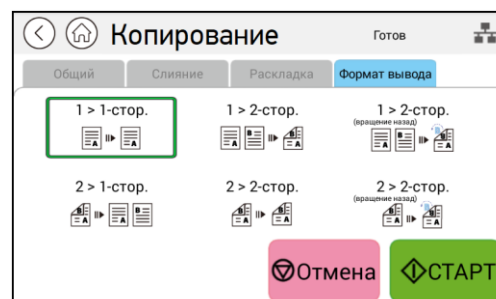 Копирование
Готов
Общий
Слияние
Раскладка
Формат вывода
1 > 1-стор.
1 > 2-стор.
1 > 2-стор.
(вращение назад)
2 > 1-стор.
2 > 2-стор.
2 > 2-стор.
(вращение назад)
Отмена
СТАРТ